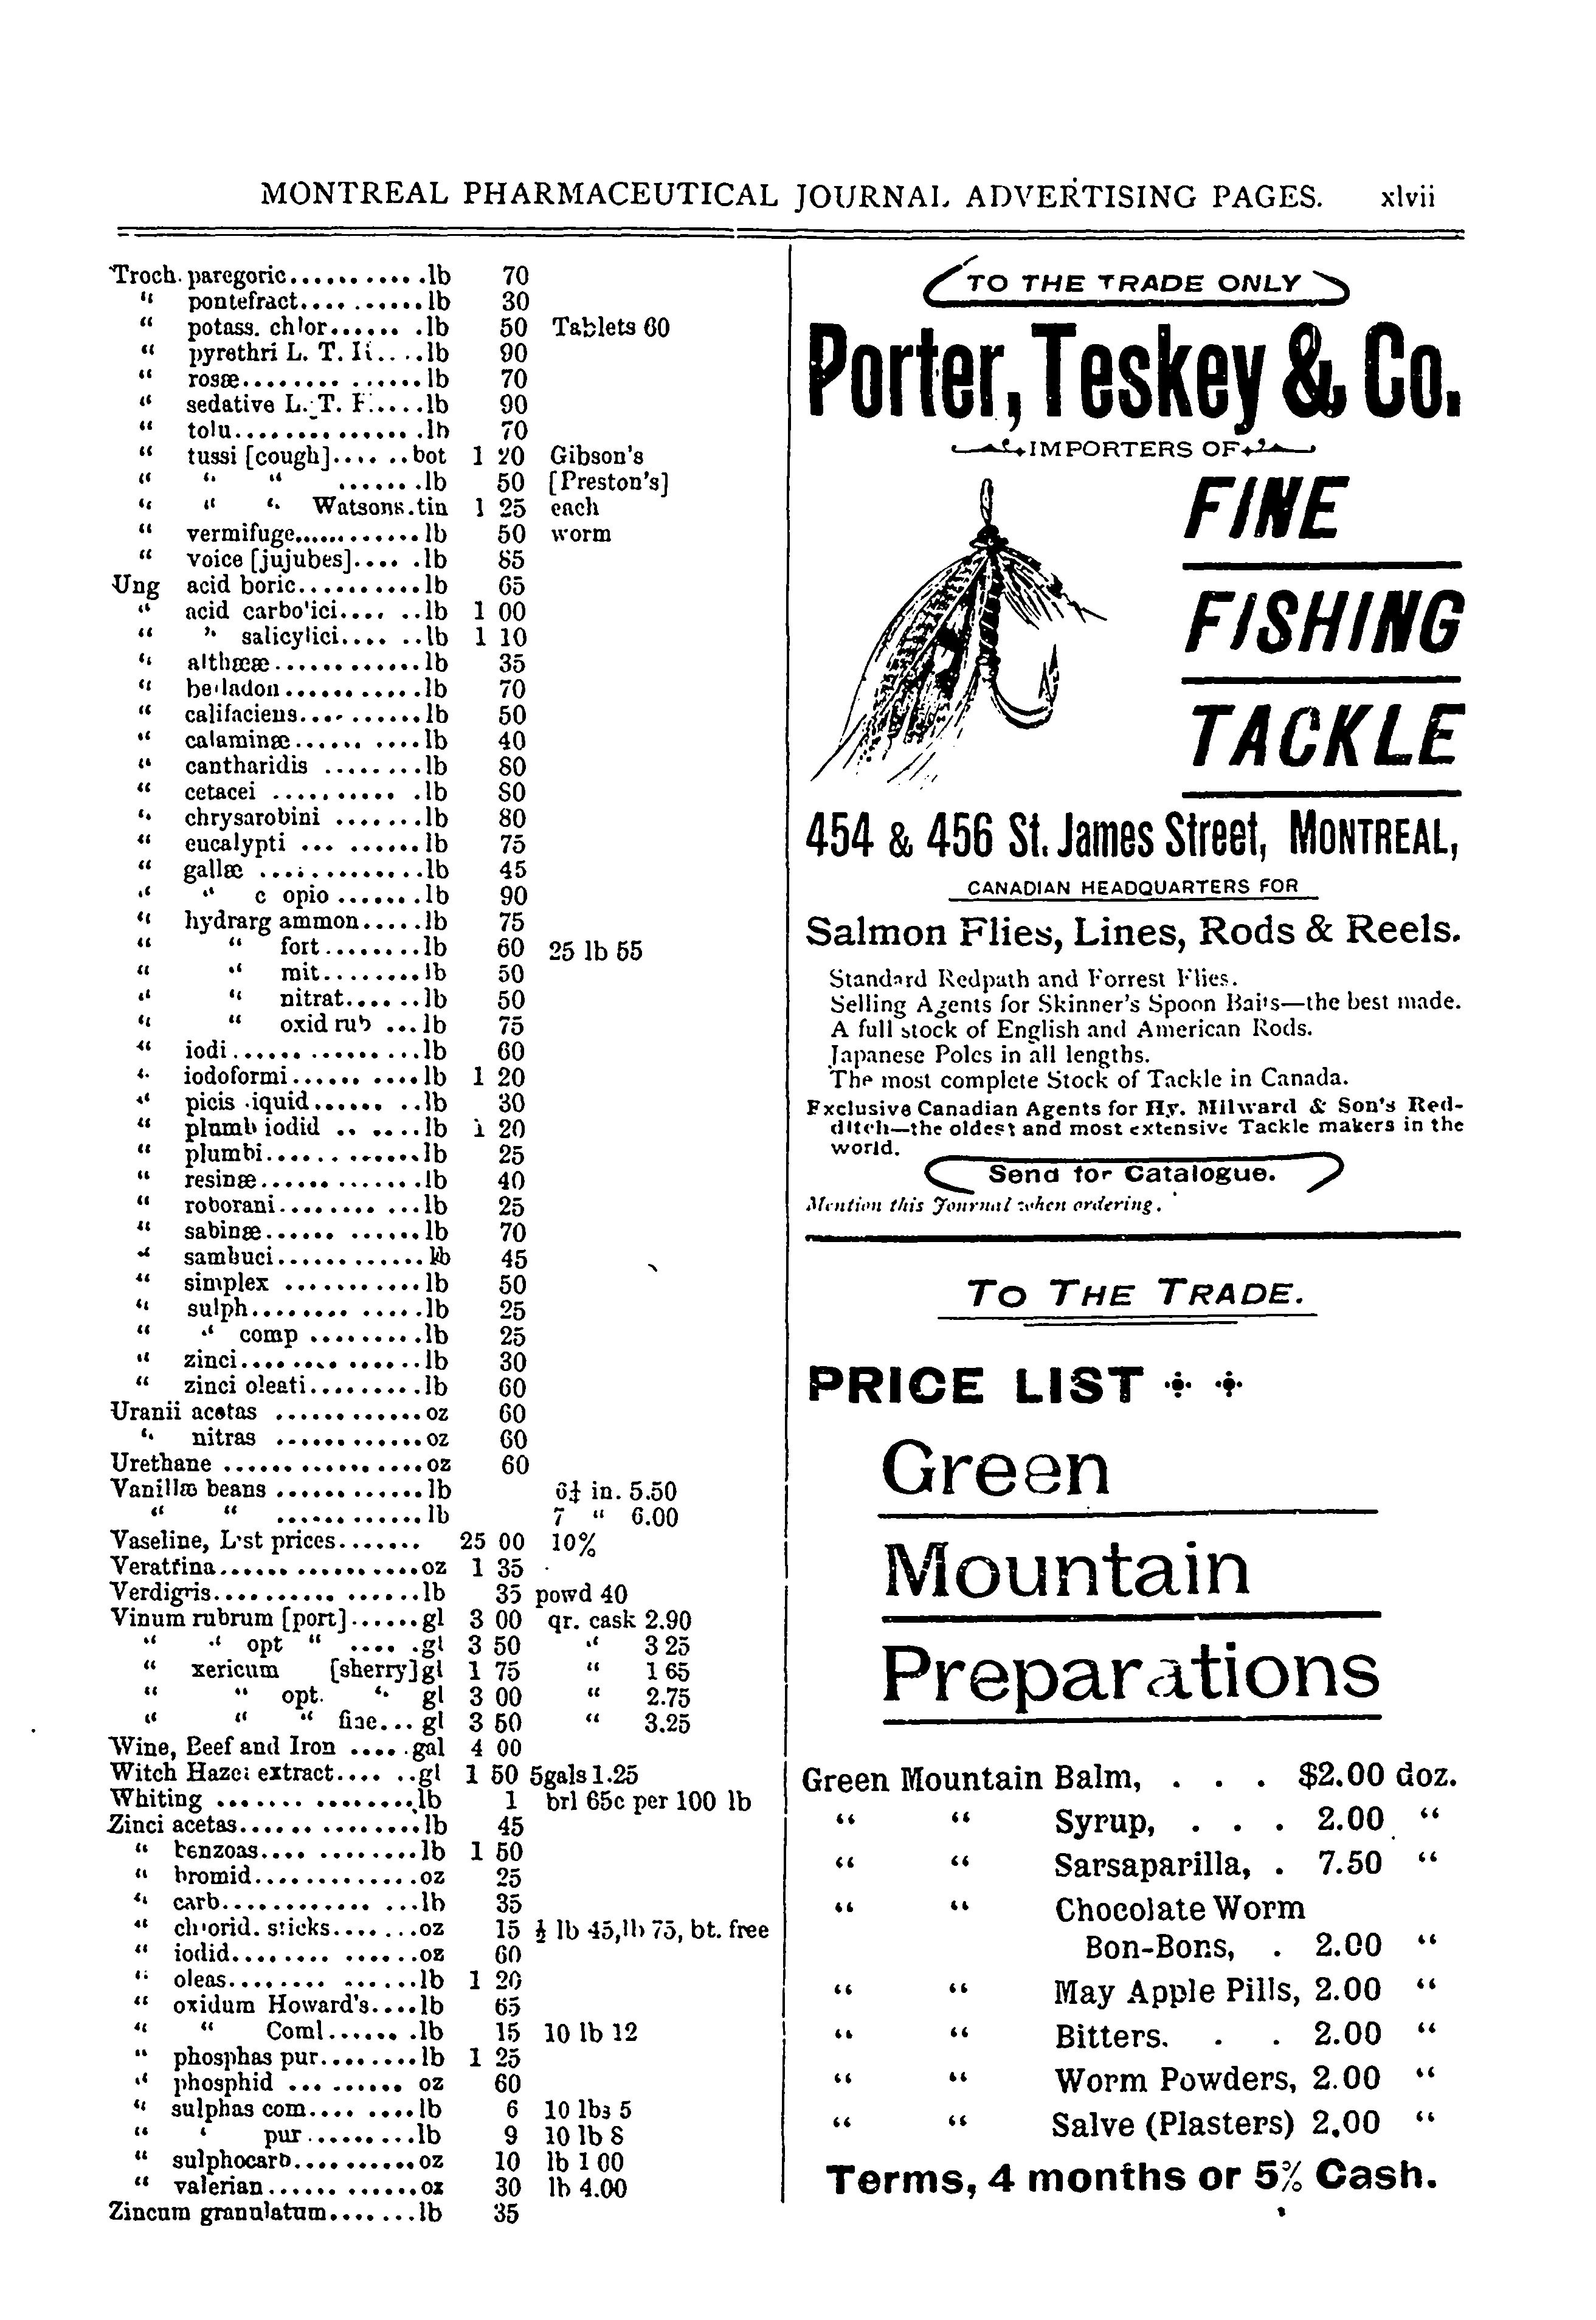 MONTREAL PHARMACEUTICAL JOURNAL ADVERTISING PAGES. xlvii
Troch. paregoric...........lb 70
“ pontefract.... ......lb 30
“ potass. chlor...... .lb 50 Tablets 60
“ pyrethri L. T. R....lb 90
“ rosæ........ ......lb 70
“ sedative L. T. R.....lb 90
“ tolu.......... .......lb 70
“ tussi [cough].... ..bot 1 20 Gibson's
“ “ “ .......lb 50 [Preston's]
“ “ “ Watsons.tin 1 25 each
“ vermifuge............lb 50 worm
“ voice [jujubes].... .lb 85
Ung acid boric..........lb 65
“ acid carbo'ici.... ..lb 1 00
“ “ salicylici.... ..lb 1 10
“ althææ............lb 35
“ belladon...........lb 70
“ califaciens..... ......lb 50
“ calaminæ...... ....lb 40
“ cantharidis ........lb 80
“ cetacei .......... .lb 80
“ chrysarobini .......lb 80
“ eucalypti ... ......lb 75
“ gallæ .............lb 45
“ “ c opio .......lb 90
“ hydrarg ammon.....lb 75
“ “ fort........lb 60 25 lb 55
“ “ mit........lb 50
“ “ nitrat.... ..lb 50
“ “ oxid rub ...lb 75
“ iodi...... .........lb 60
“ iodoformi...... ....lb 1 20
“ picis iquid...... ..lb 30
“ plumb iodid .. .....lb 1 20
“ plumbi...... ......lb 25
“ resinæ...... .......lb 40
“ roborani........ ...lb 25
“ sabinæ...... ......lb 70
“ sambuci............lb 45
“ simplex ...........lb 50
“ sulph........ .....lb 25
“ “ comp .........lb 25
“ zinci........ ......lb 30
“ zinci oleati.........lb 60
Uranii acetas ............oz 60
“ nitras ............oz 60
Urethane ...... ..........oz 60
Vanillæ beans ............lb 6½ in. 5.50
“ “ ............lb 7 “ 6.00
Vaseline, L'st prices....... 25 00 10%
Veratrina...... ..........oz 1 35
Verdigris.......... ......lb 35 powd 40
Vinum rubrum [port]......gl 3 00 qr. cask 2.90
“ “ opt “ .... .gl 3 50 “ 3 25
“ xericum [sherry]gl 1 75 “ 1 65
“ “ opt. “ gl 3 00 “ 2.75
“ “ “ fine... gl 3 50 “ 3.25
Wine, Beef and Iron .... .gal 4 00
Witch Hazel extract.... ..gl 1 50 5gals 1.25
Whiting ....... .........lb 1 brl 65c per 100 lb
Zinci acetas...... ........lb 45
“ benzoas.... ........lb 1 50
“ bromid.............oz 25
“ carb............ ...lb 35
“ chlorid. sticks.......oz 15 ½ lb 45,lb 75, bt. free
“ iodid........ ......oz 60
“ oleas........ ......lb 1 20
“ oxidum Howard's....lb 65
“ “ Coml...... .lb 15 10 lb 12
“ phosphas pur........lb 1 25
“ phosphid ... ...... oz 60
“ sulphas com.... ....lb 6 10 lbs 5
“ “ pur.........lb 9 10 lb 8
“ sulphocarb..........oz 10 lb 1 00
“ valerian...... ......oz 30 lb 4.00
Zincum granulatum.......lb 35
TO THE TRADE ONLY
Porter, Teskey & Co.
IMPORTERS OF
FINE
FISHING
TACKLE
454 & 456 St. James Street, MONTREAL,
CANADIAN HEADQUARTERS FOR
Salmon Flies, Lines, Rods & Reels.
Standard Redpath and Forrest Flies.
Selling Agents for Skinner's Spoon Baits—the best made.
A full stock of English and American Rods.
Japanese Poles in all lengths.
The most complete Stock of Tackle in Canada.
Exclusive Canadian Agents for Hy. Milward & Son's Red-
ditch—the oldest and most extensive Tackle makers in the
world.
Send for Catalogue.
Mention this Journal when ordering.
TO THE TRADE.
PRICE LIST
Green
Mountain
Preparations
Green Mountain Balm, . . . $2.00 doz.
“ “ Syrup, . . . 2.00 “
“ “ Sarsaparilla, . 7.50 “
“ “ Chocolate Worm
Bon-Bons, . 2.00 “
“ “ May Apple Pills, 2.00 “
“ “ Bitters. . . 2.00 “
“ “ Worm Powders, 2.00 “
“ “ Salve (Plasters) 2.00 “
Terms, 4 months or 5% Cash.